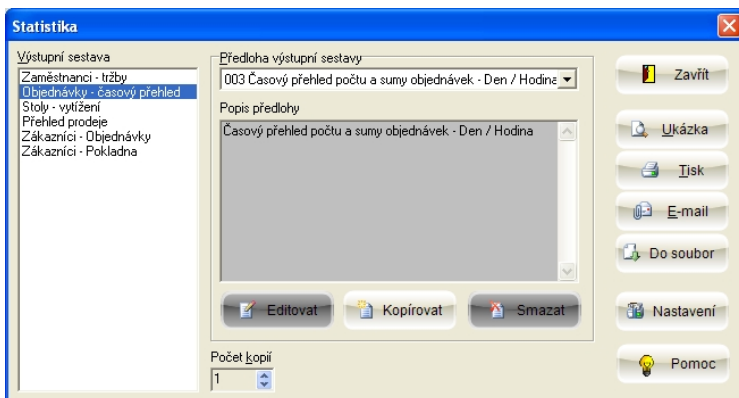 Statistika
Výstupní sestava
Zaměstnanci - tržby
Objednávky - časový přehled
Stoly - vytížení
Přehled prodeje
Zákazníci - Objednávky
Zákazníci - Pokladna
Předloha výstupní sestavy
003 Časový přehled počtu a sumy objednávek - Den / Hodina
Popis předlohy
Časový přehled počtu a sumy objednávek - Den / Hodina
Editovat
Kopírovat
Smazat
Počet kopií
1
Zavřít
Ukázka
Tisk
E-mail
Do soubor
Nastavení
Pomoc